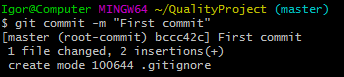 Igor@Computer MINGW64 ~/QualityProject (master)
$ git commit -m "First commit"
[master (root-commit) bccc42c] First commit
 1 file changed, 2 insertions(+)
 create mode 100644 .gitignore